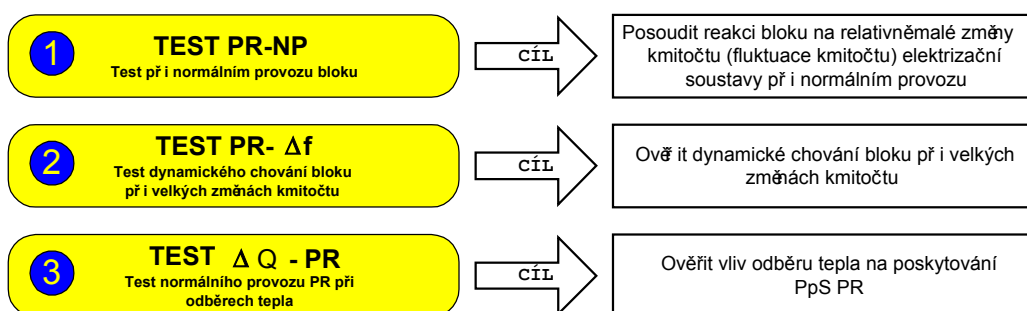 1
TEST PR-NP
Test př i normálním provozu bloku
CÍL
Posoudit reakci bloku na relativněmalé změny
kmitočtu (fluktuace kmitočtu) elektrizační
soustavy př i normálním provozu
2
TEST PR- Δf
Test dynamického chování bloku
př i velkých změnách kmitočtu
CÍL
Ově ř it dynamické chování bloku př i velkých
změnách kmitočtu
3
TEST Δ Q - PR
Test normálního provozu PR při
odběrech tepla
CÍL
Ověřit vliv odběru tepla na poskytování
PpS PR